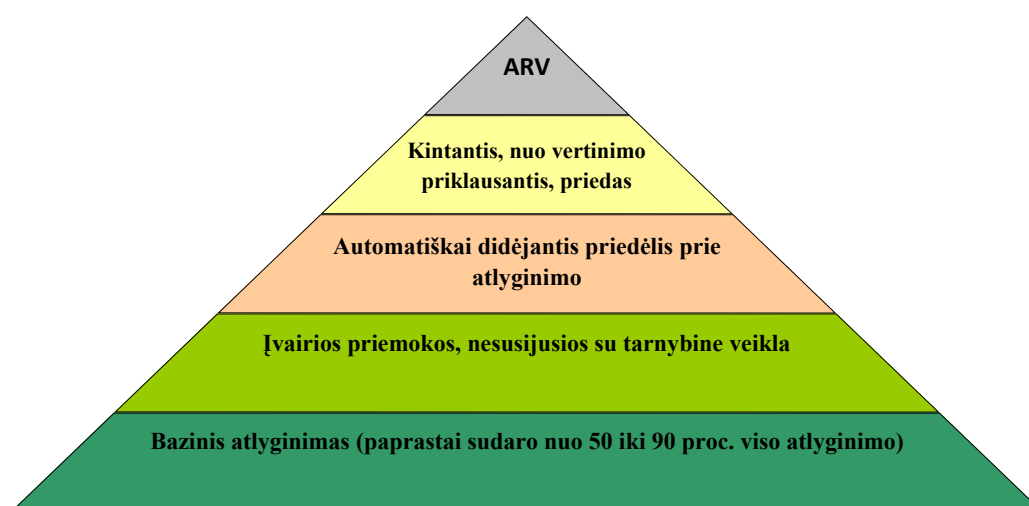 ARV
Kintantis, nuo vertinimo
priklausantis, priedas
Automatiškai didėjantis priedėlis prie
atlyginimo
Įvairios priemokos, nesusijusios su tarnybine veikla
Bazinis atlyginimas (paprastai sudaro nuo 50 iki 90 proc. viso atlyginimo)